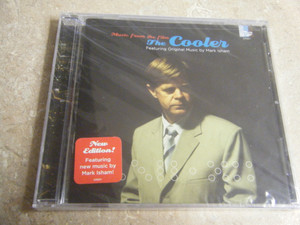 Music from the film
The Cooler
Featuring Original Music by Mark Isham
New
Edition!
Featuring
new music by
Mark Isham!